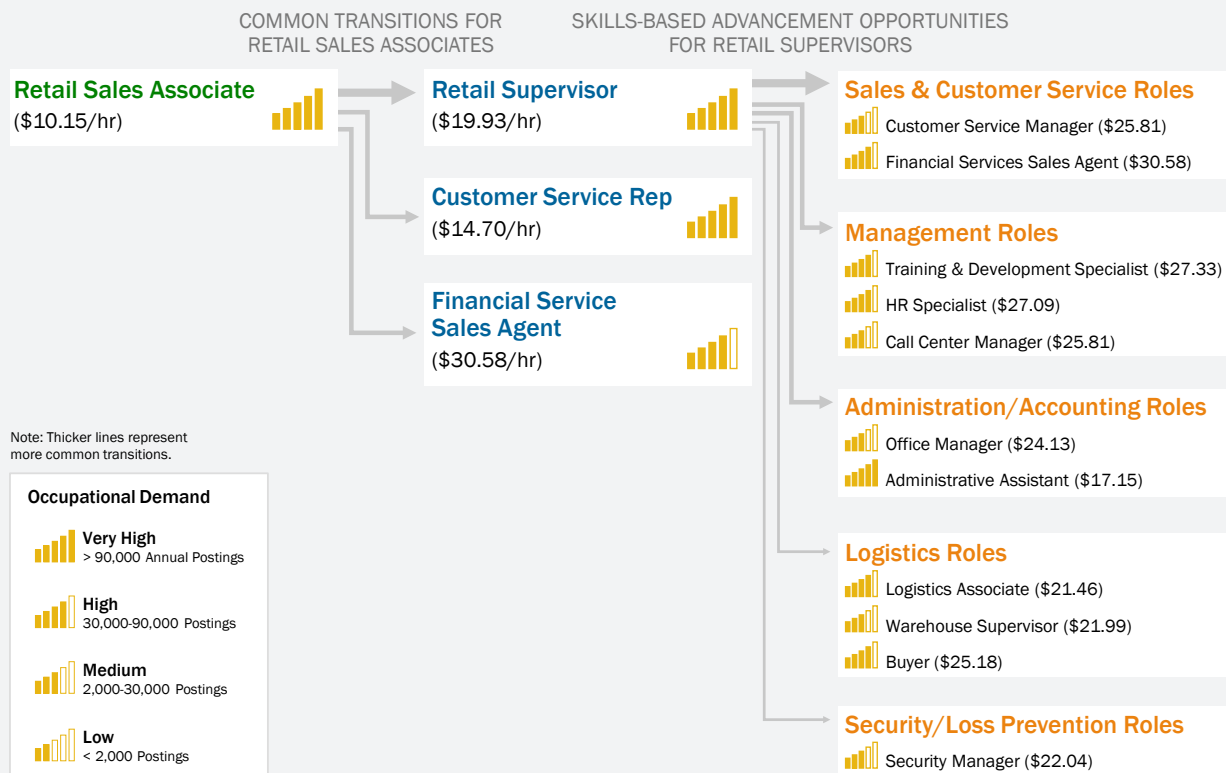 COMMON TRANSITIONS FOR
RETAIL SALES ASSOCIATES
SKILLS-BASED ADVANCEMENT OPPORTUNITIES
FOR RETAIL SUPERVISORS
Retail Sales Associate
($10.15/hr)
Retail Supervisor
($19.93/hr)
Customer Service Rep
($14.70/hr)
Financial Service
Sales Agent
($30.58/hr)
Sales & Customer Service Roles
Customer Service Manager ($25.81)
Financial Services Sales Agent ($30.58)
Management Roles
Training & Development Specialist ($27.33)
HR Specialist ($27.09)
Call Center Manager ($25.81)
Administration/Accounting Roles
Office Manager ($24.13)
Administrative Assistant ($17.15)
Logistics Roles
Logistics Associate ($21.46)
Warehouse Supervisor ($21.99)
Buyer ($25.18)
Security/Loss Prevention Roles
Security Manager ($22.04)
Note: Thicker lines represent
more common transitions.
Occupational Demand
Very High
> 90,000 Annual Postings
High
30,000-90,000 Postings
Medium
2,000-30,000 Postings
Low
< 2,000 Postings